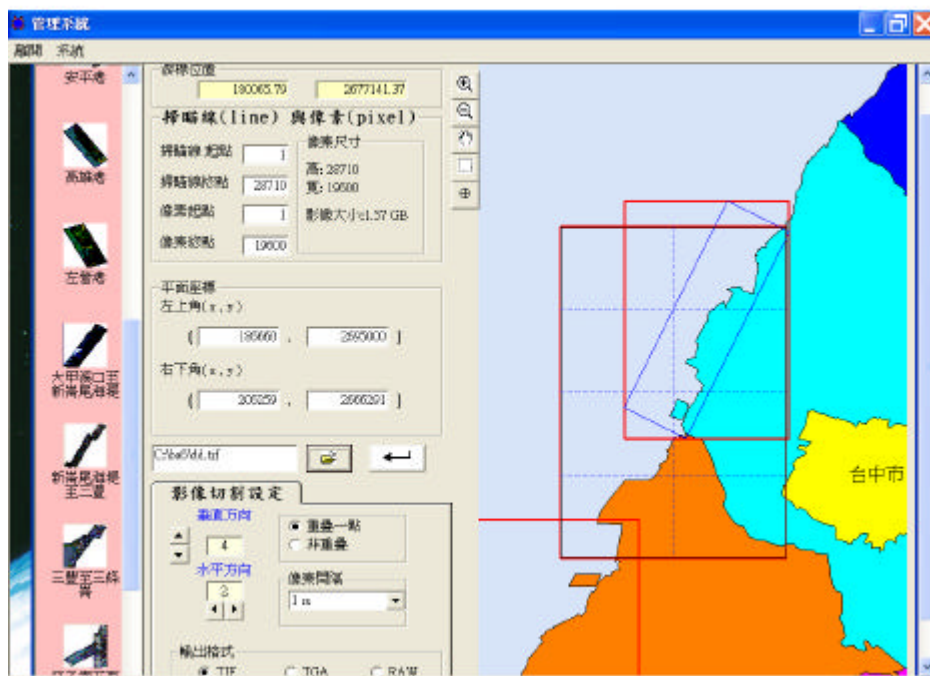 管理系統
離開 系統
安平港
高雄港
左營港
大甲溪口至
新崙尾海堤
新崙尾海堤
至三豐
三豐至三條
崙
座標位置
180065.79 2677141.37
掃瞄線(line) 與像素(pixel)
掃瞄線起點 1
掃瞄線終點 28710
像素起點 1
像素終點 19600
像素尺寸
高: 28710
寬: 19600
影像大小:1.57 GB
平面座標
左上角(x,y)
( 185660 , 2695000 )
右下角(x,y)
( 205259 , 2666291 )
影像切割設定
垂直方向
4
水平方向
重疊一點
非重疊
像素間隔
1 m
輸出格式
TIF TGA RAW
台中市